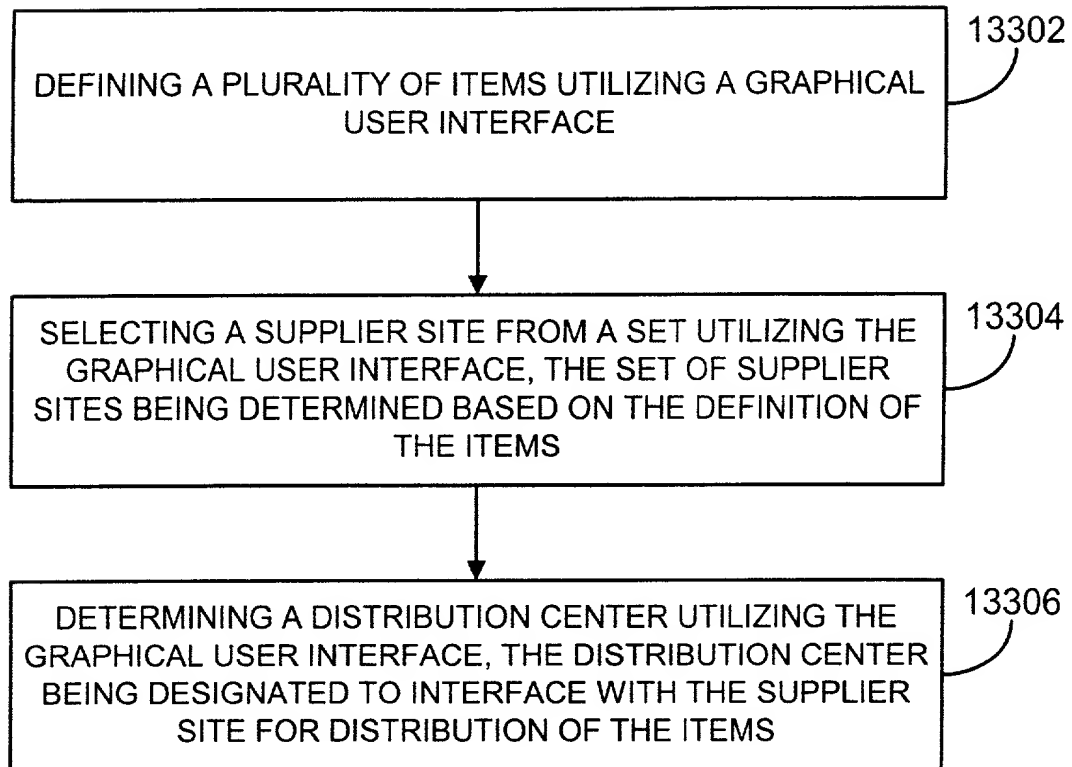 13302
DEFINING A PLURALITY OF ITEMS UTILIZING A GRAPHICAL
USER INTERFACE
13304
SELECTING A SUPPLIER SITE FROM A SET UTILIZING THE
GRAPHICAL USER INTERFACE, THE SET OF SUPPLIER
SITES BEING DETERMINED BASED ON THE DEFINITION OF
THE ITEMS
13306
DETERMINING A DISTRIBUTION CENTER UTILIZING THE
GRAPHICAL USER INTERFACE, THE DISTRIBUTION CENTER
BEING DESIGNATED TO INTERFACE WITH THE SUPPLIER
SITE FOR DISTRIBUTION OF THE ITEMS